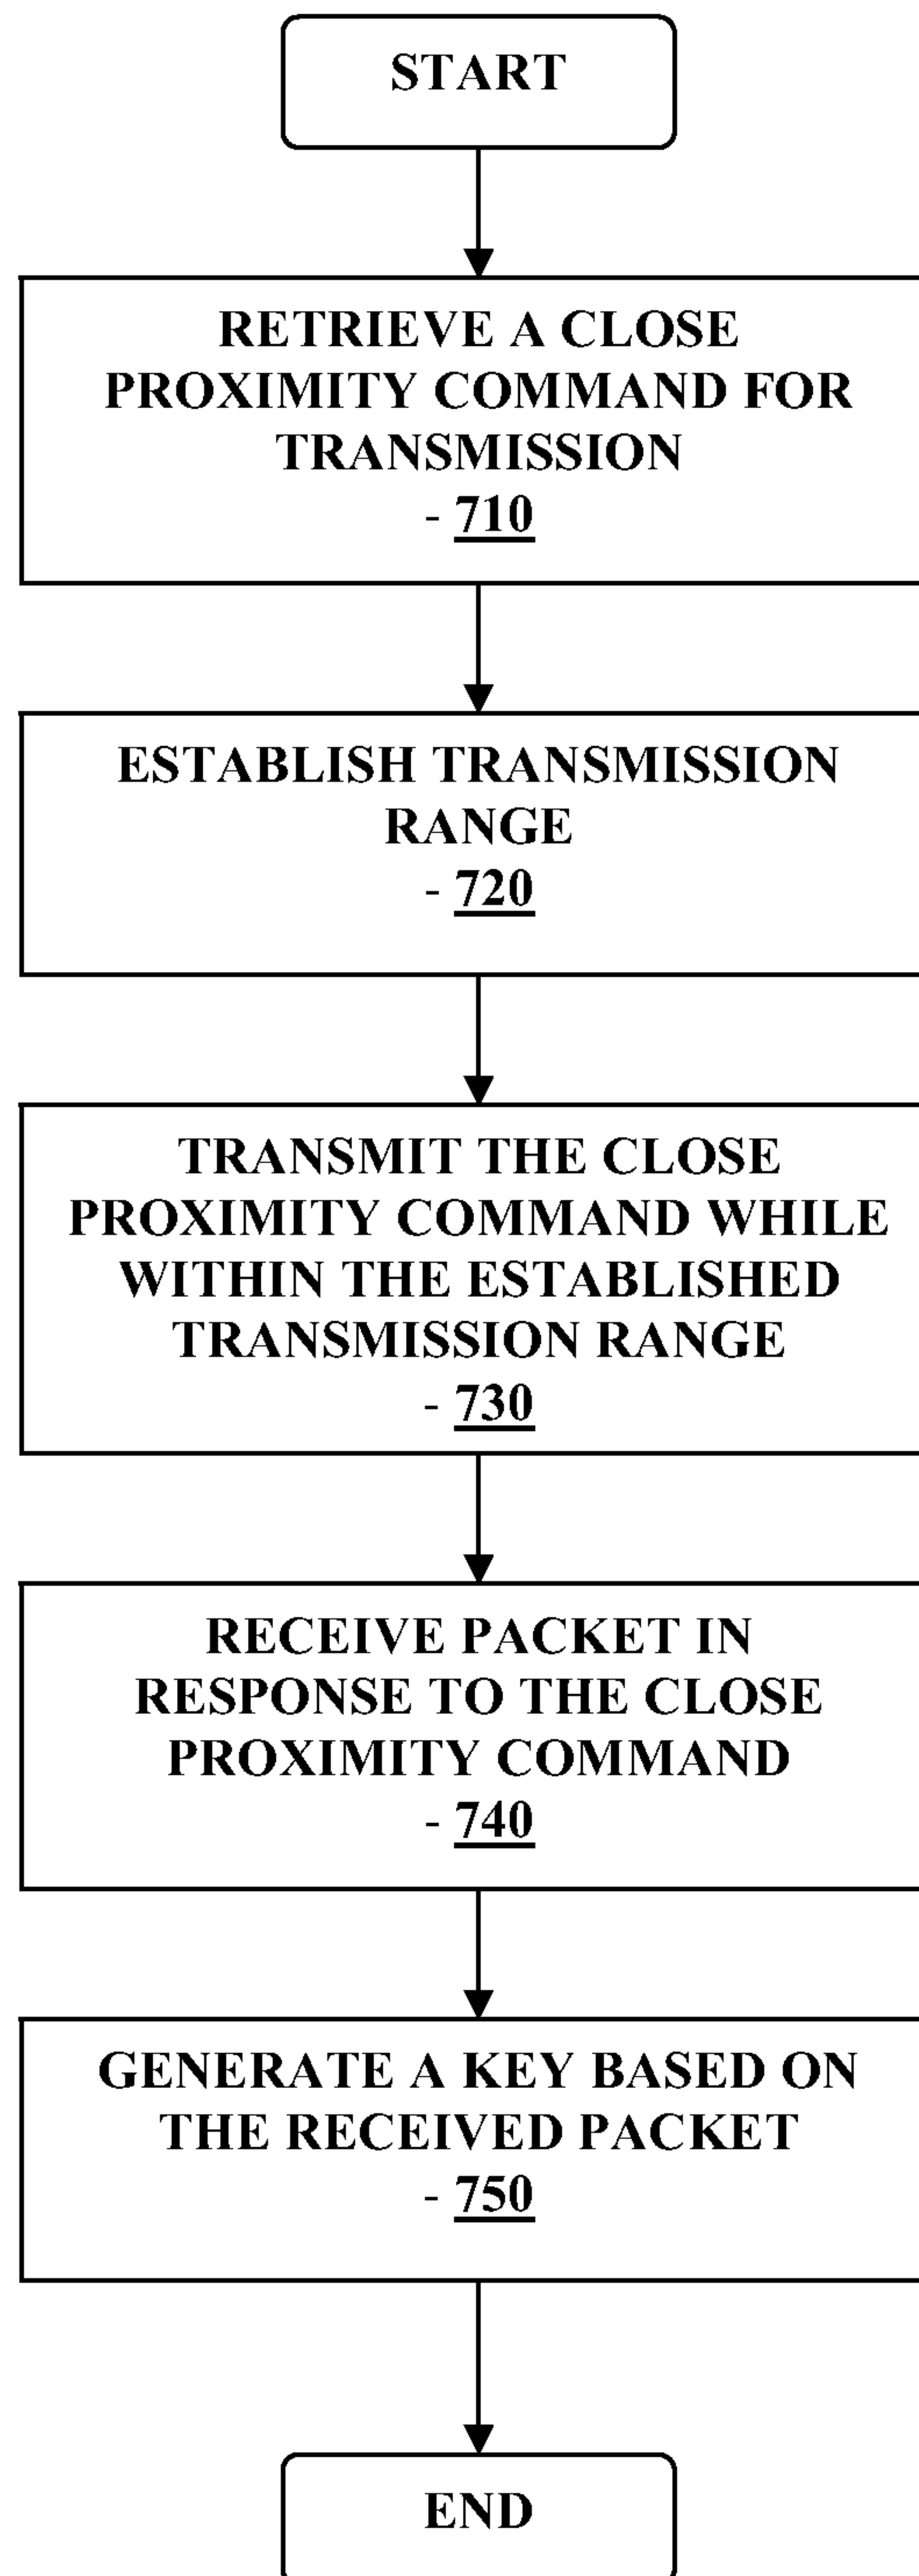 START
RETRIEVE A CLOSE
PROXIMITY COMMAND FOR
TRANSMISSION
- 710
ESTABLISH TRANSMISSION
RANGE
- 720
TRANSMIT THE CLOSE
PROXIMITY COMMAND WHILE
WITHIN THE ESTABLISHED
TRANSMISSION RANGE
- 730
RECEIVE PACKET IN
RESPONSE TO THE CLOSE
PROXIMITY COMMAND
- 740
GENERATE A KEY BASED ON
THE RECEIVED PACKET
- 750
END